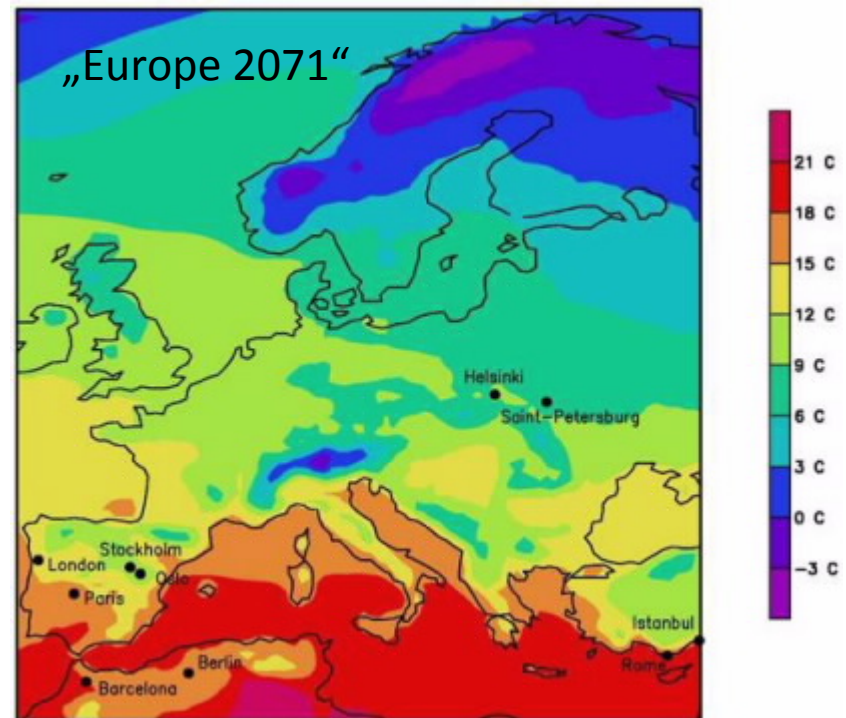 „Europe 2071“
21 C
18 C
15 C
12 C
9 C
6 C
3 C
0 C
-3 C
Helsinki
Saint-Petersburg
Stockholm
London
Oslo
Paris
Istanbul
Rome
Berlin
Barcelona